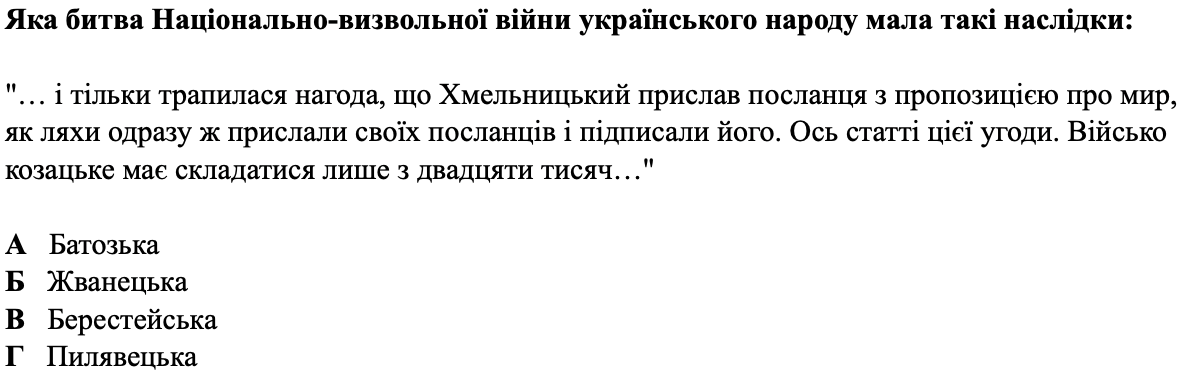 Яка битва Національно-визвольної війни українського народу мала такі наслідки:
"… і тільки трапилася нагода, що Хмельницький прислав посланця з пропозицією про мир,
як ляхи одразу ж прислали своїх посланців і підписали його. Ось статті цієї угоди. Військо
козацьке має складатися лише з двадцяти тисяч…"
А Батозька
Б Жванецька
В Берестейська
Г Пилявецька